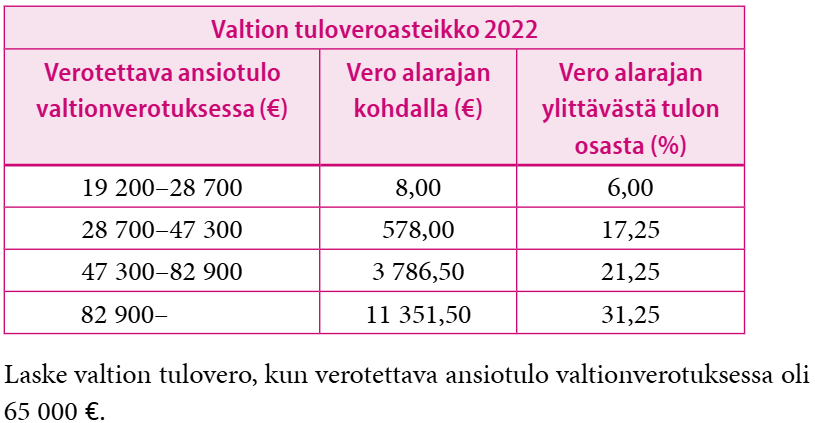 Valtion tuloveroasteikko 2022
Verotettava ansiotulo valtionverotuksessa (€) Vero alarajan kohdalla (€) Vero alarajan ylittävästä tulon osasta (%)
19 200–28 700 8,00 6,00
28 700–47 300 578,00 17,25
47 300–82 900 3 786,50 21,25
82 900– 11 351,50 31,25
Laske valtion tulovero, kun verotettava ansiotulo valtionverotuksessa oli
65 000 €.